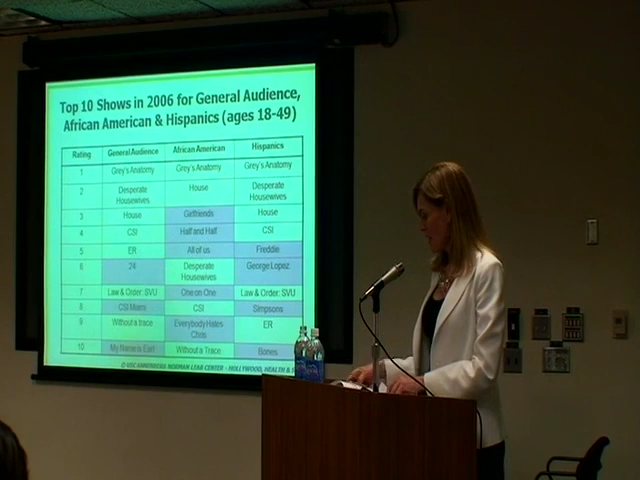 Top 10 Shows in 2006 for General Audience,
African American & Hispanics (ages 18-49)
Rating General Audience African American Hispanics
1 Grey's Anatomy Grey's Anatomy Grey's Anatomy
2 Desperate Housewives House Desperate Housewives
3 House Girlfriends House
4 CSI Half and Half CSI
5 ER All of us Freddie
6 24 Desperate Housewives George Lopez
7 Law & Order: SVU One on One Law & Order: SVU
8 CSI Miami CSI Simpsons
9 Without a trace Everybody Hates Chris ER
10 My Name is Earl Without a Trace Bones
© USC ANNENBERG NORMAN LEAR CENTER - HOLLYWOOD, HEALTH &